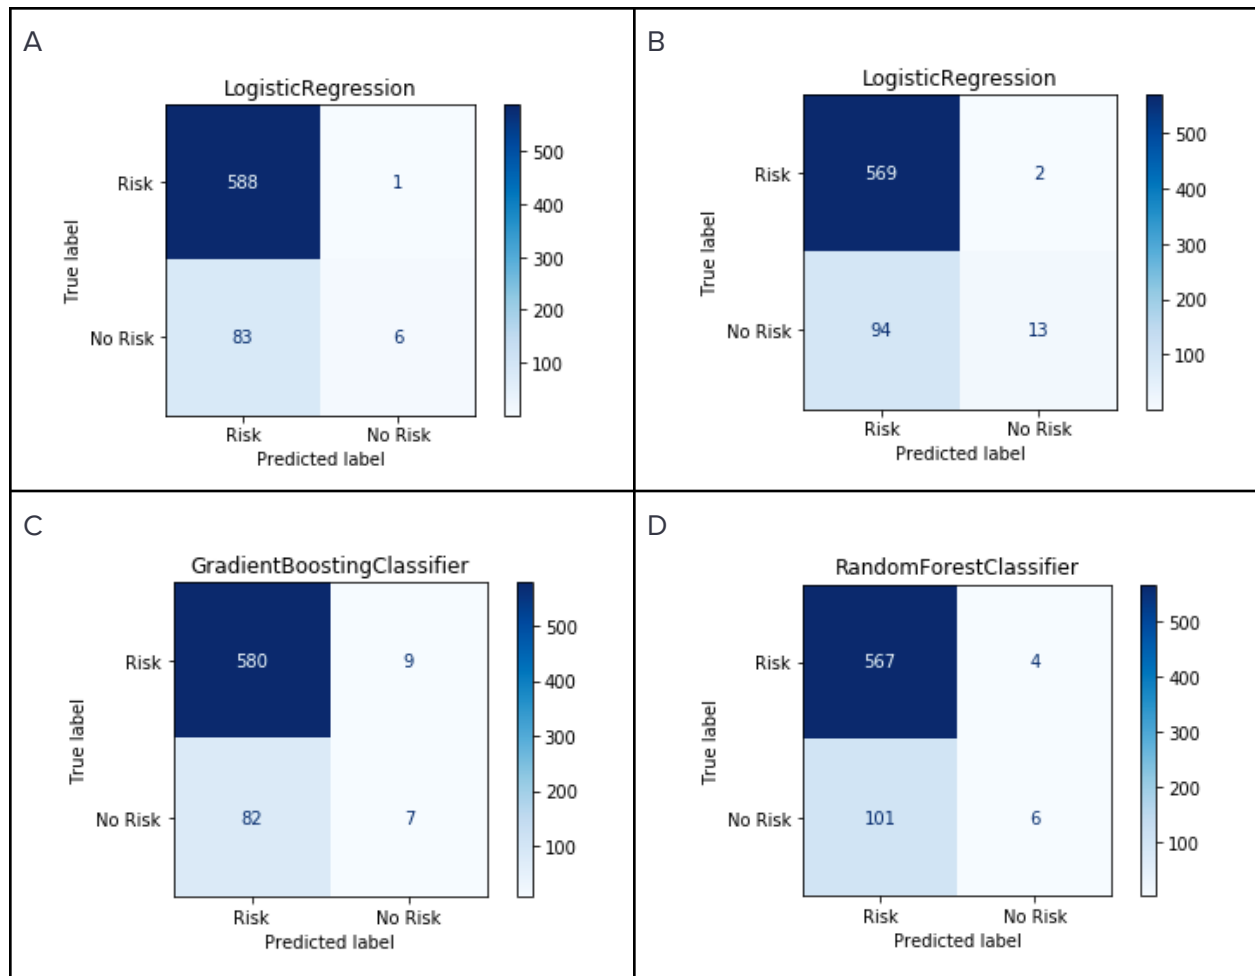 A
LogisticRegression
Risk
588
1
500
400
300
200
100
True label
No Risk
83
6
Risk
No Risk
Predicted label
B
LogisticRegression
Risk
569
2
500
400
300
200
100
True label
No Risk
94
13
Risk
No Risk
Predicted label
C
GradientBoostingClassifier
Risk
580
9
500
400
300
200
100
True label
No Risk
82
7
Risk
No Risk
Predicted label
D
RandomForestClassifier
Risk
567
4
500
400
300
200
100
True label
No Risk
101
6
Risk
No Risk
Predicted label